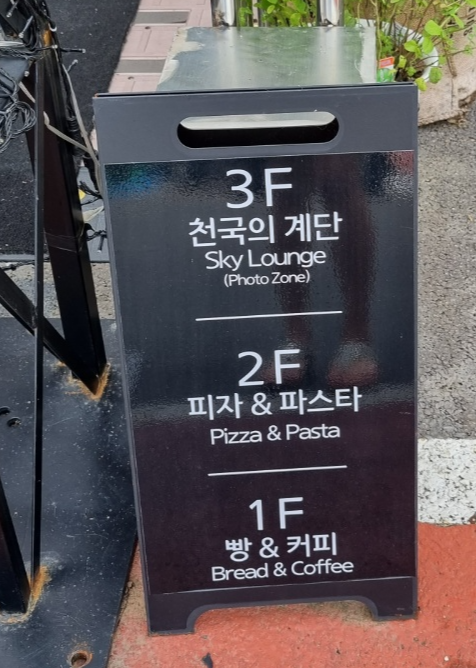 3F
천국의 계단
Sky Lounge
(Photo Zone)
2F
피자 & 파스타
Pizza & Pasta
1F
빵 & 커피
Bread & Coffee